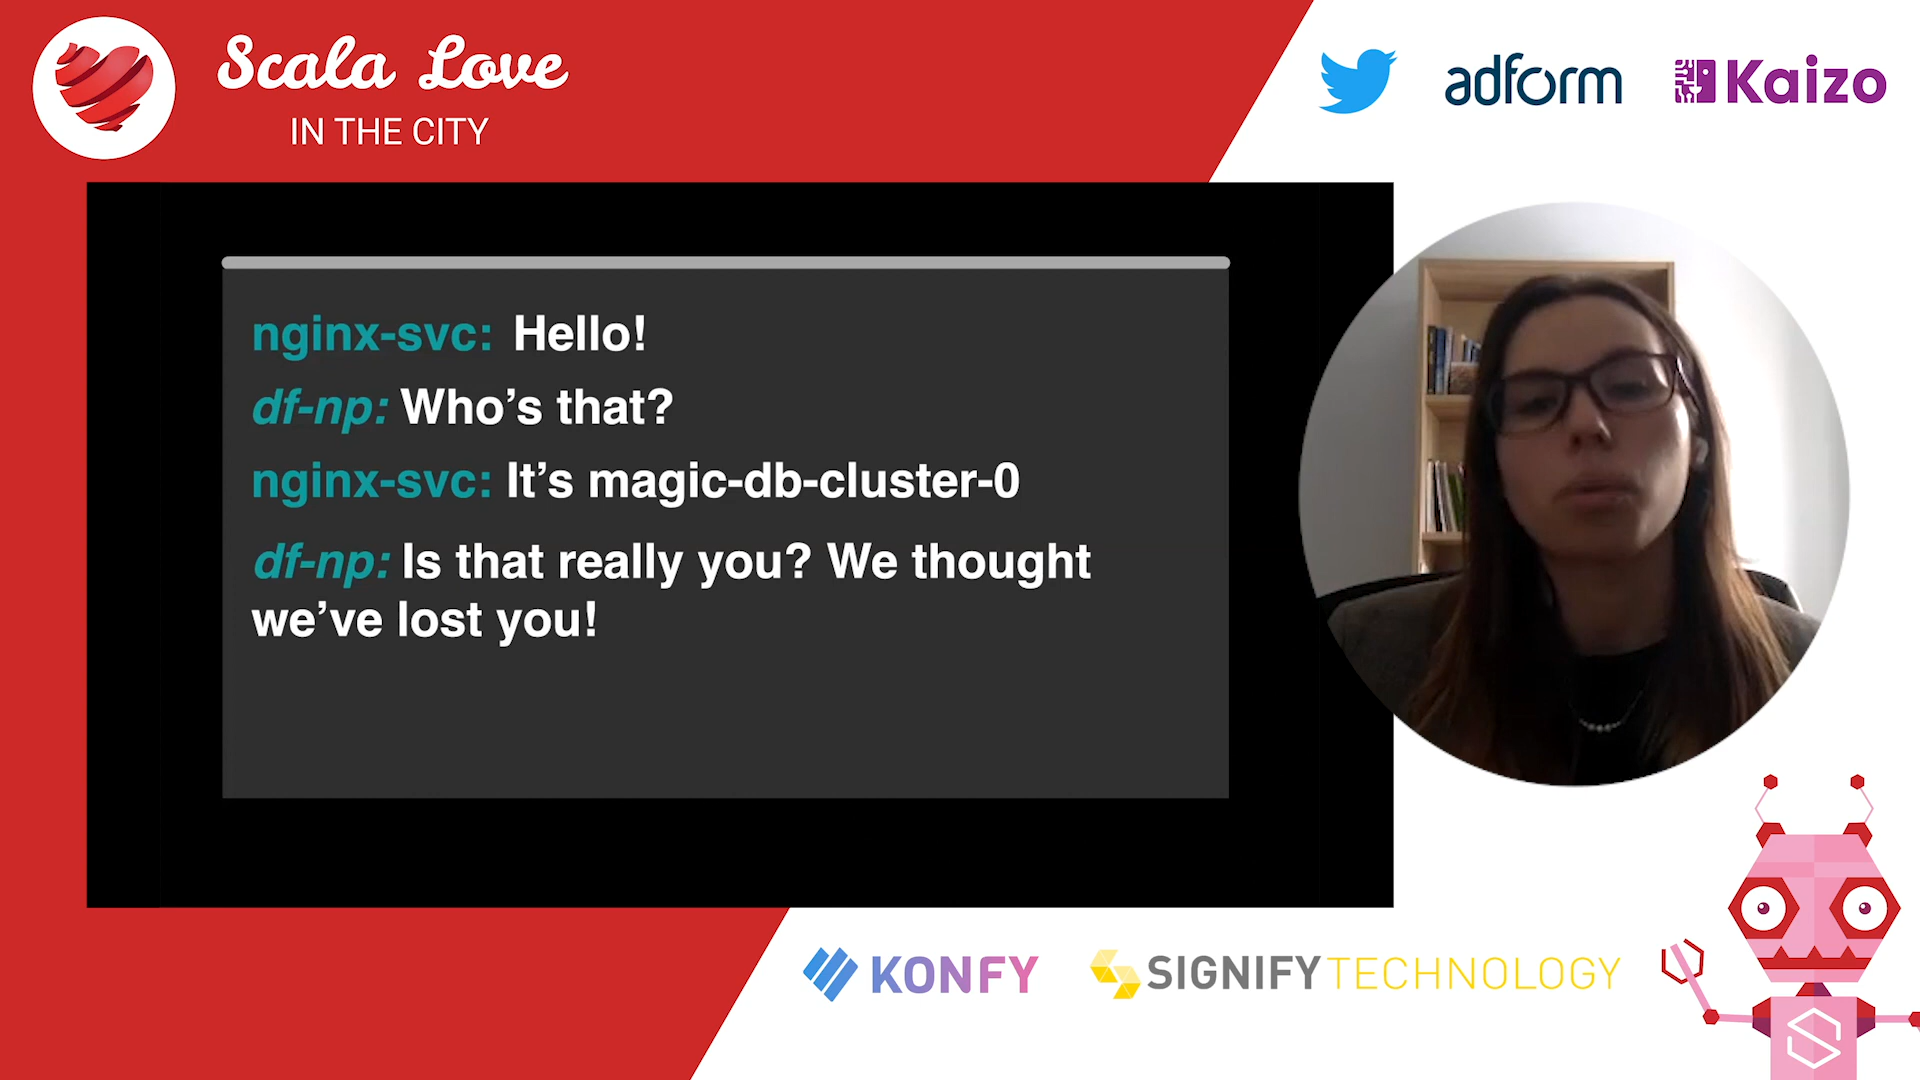 Scala Love
IN THE CITY
adform
Kaizo
nginx-svc: Hello!
df-np: Who’s that?
nginx-svc: It’s magic-db-cluster-0
df-np: Is that really you? We thought
we’ve lost you!
KONFY
SIGNIFY TECHNOLOGY